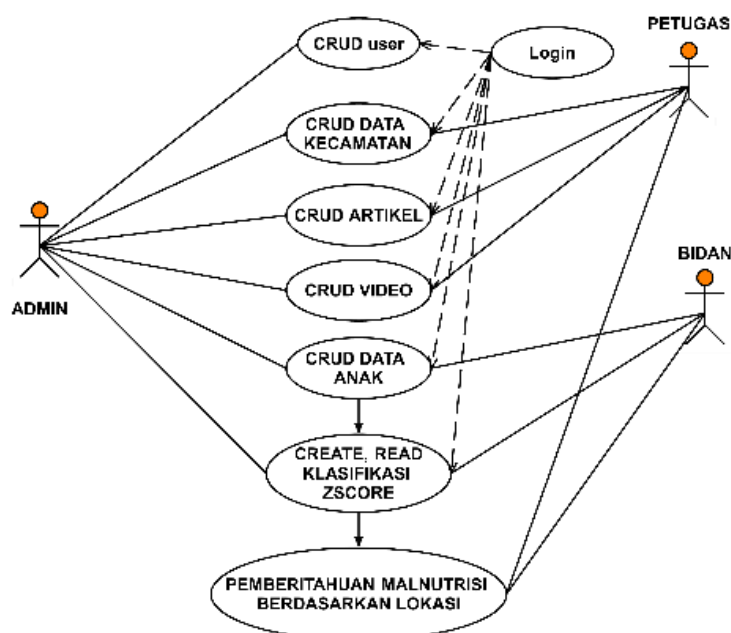 PETUGAS
CRUD user
Login
CRUD DATA
KECAMATAN
CRUD ARTIKEL
BIDAN
ADMIN
CRUD VIDEO
CRUD DATA
ANAK
CREATE, READ
KLASIFIKASI
ZSCORE
PEMBERITAHUAN MALNUTRISI
BERDASARKAN LOKASI